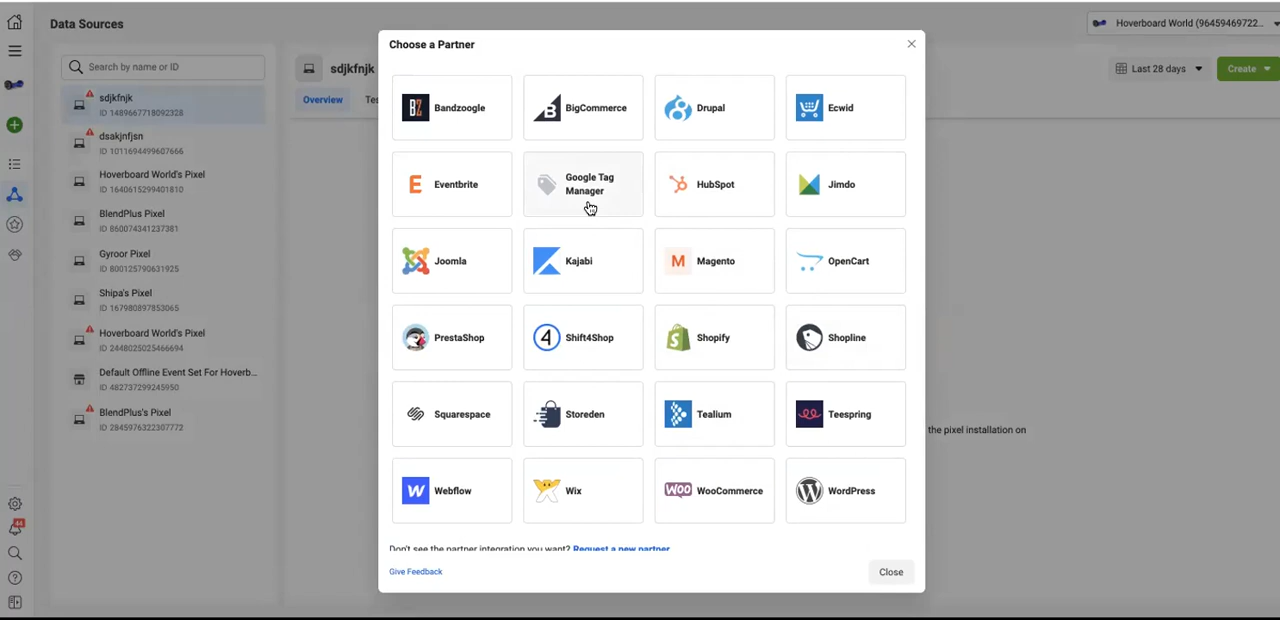 Data Sources
Hoverboard World (96459469722...
Search by name or ID
sdjkfnjk
ID 1489667718092328
dsakjnfjsn
ID 1011694499607666
Hoverboard World's Pixel
ID 1640615299401810
BlendPlus Pixel
ID 860074341237381
Gyroor Pixel
ID 800125790631925
Shipa's Pixel
ID 167980897853065
Hoverboard World's Pixel
ID 2448025025466694
Default Offline Event Set For Hoverb...
ID 482737299245950
BlendPlus's Pixel
ID 2845976322307772
44
sdjkfnjk
Last 28 days
Create
Overview
Tes
the pixel installation on
Choose a Partner
Bandzoogle
BigCommerce
Drupal
Ecwid
Eventbrite
Google Tag
Manager
HubSpot
Jimdo
Joomla
Kajabi
Magento
OpenCart
PrestaShop
Shift4Shop
Shopify
Shopline
Squarespace
Storeden
Tealium
Teespring
Webflow
Wix
WooCommerce
WordPress
Don't see the partner integration you want? Request a new partner
Give Feedback
Close